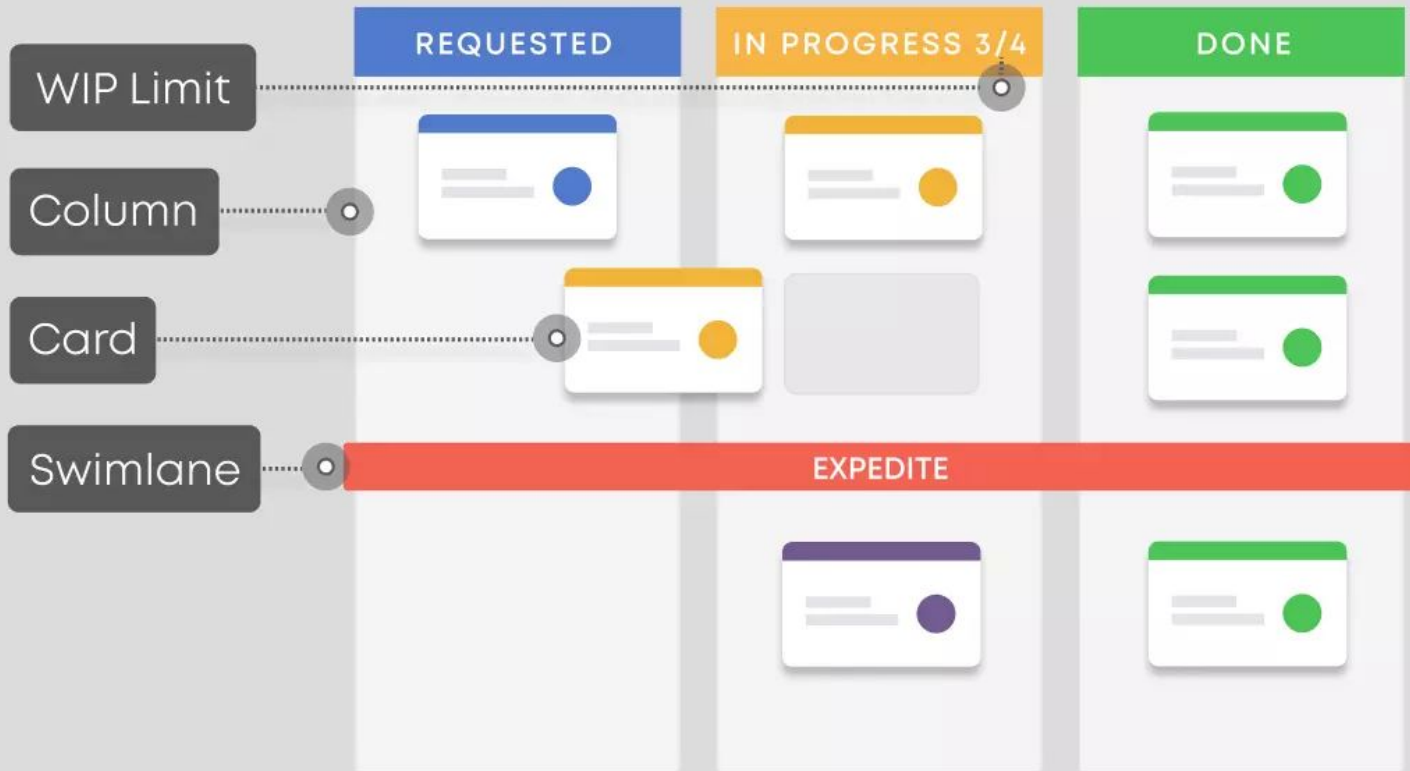 REQUESTED
IN PROGRESS 3/4
DONE
WIP Limit
Column
Card
Swimlane
EXPEDITE